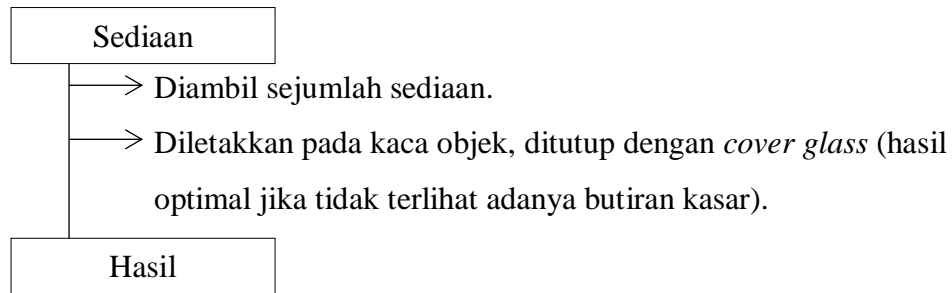 Sediaan
Diambil sejumlah sediaan.
Diletakkan pada kaca objek, ditutup dengan cover glass (hasil
optimal jika tidak terlihat adanya butiran kasar).
Hasil